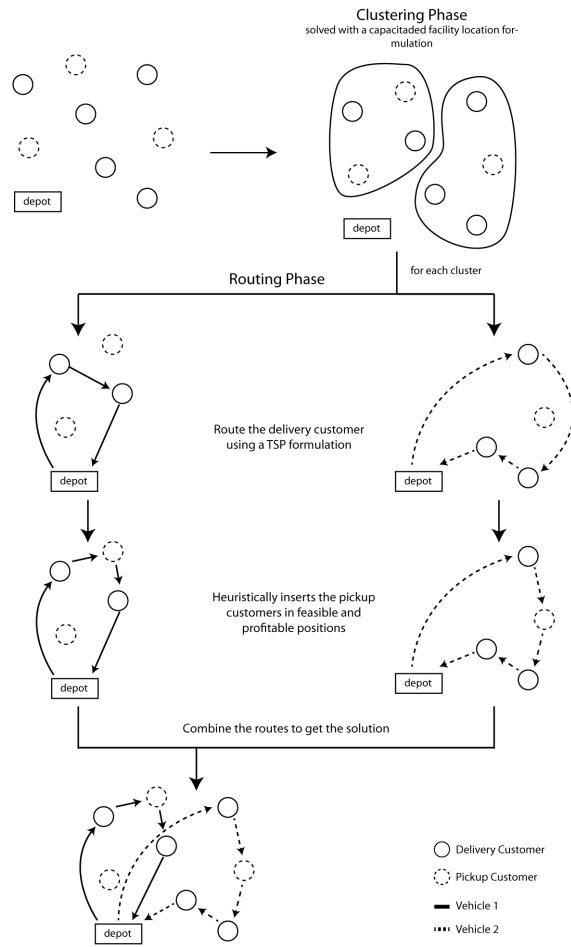 Clustering Phase
solved with a capacitaded facility location for-
mulation
depot
depot
for each cluster
Routing Phase
Route the delivery customer
using a TSP formulation
depot
depot
Heuristically inserts the pickup
customers in feasible and
profitable positions
depot
depot
Combine the routes to get the solution
Delivery Customer
Pickup Customer
Vehicle 1
Vehicle 2
depot